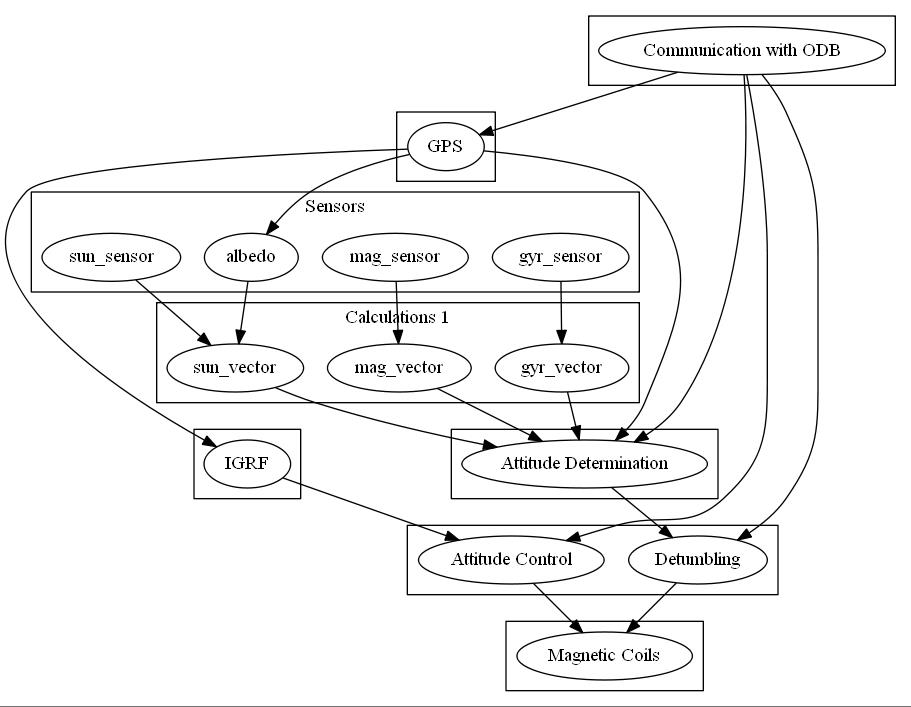 Communication with ODB
GPS
Sensors
sun_sensor
albedo
mag_sensor
gyr_sensor
Calculations 1
sun_vector
mag_vector
gyr_vector
IGRF
Attitude Determination
Attitude Control
Detumbling
Magnetic Coils